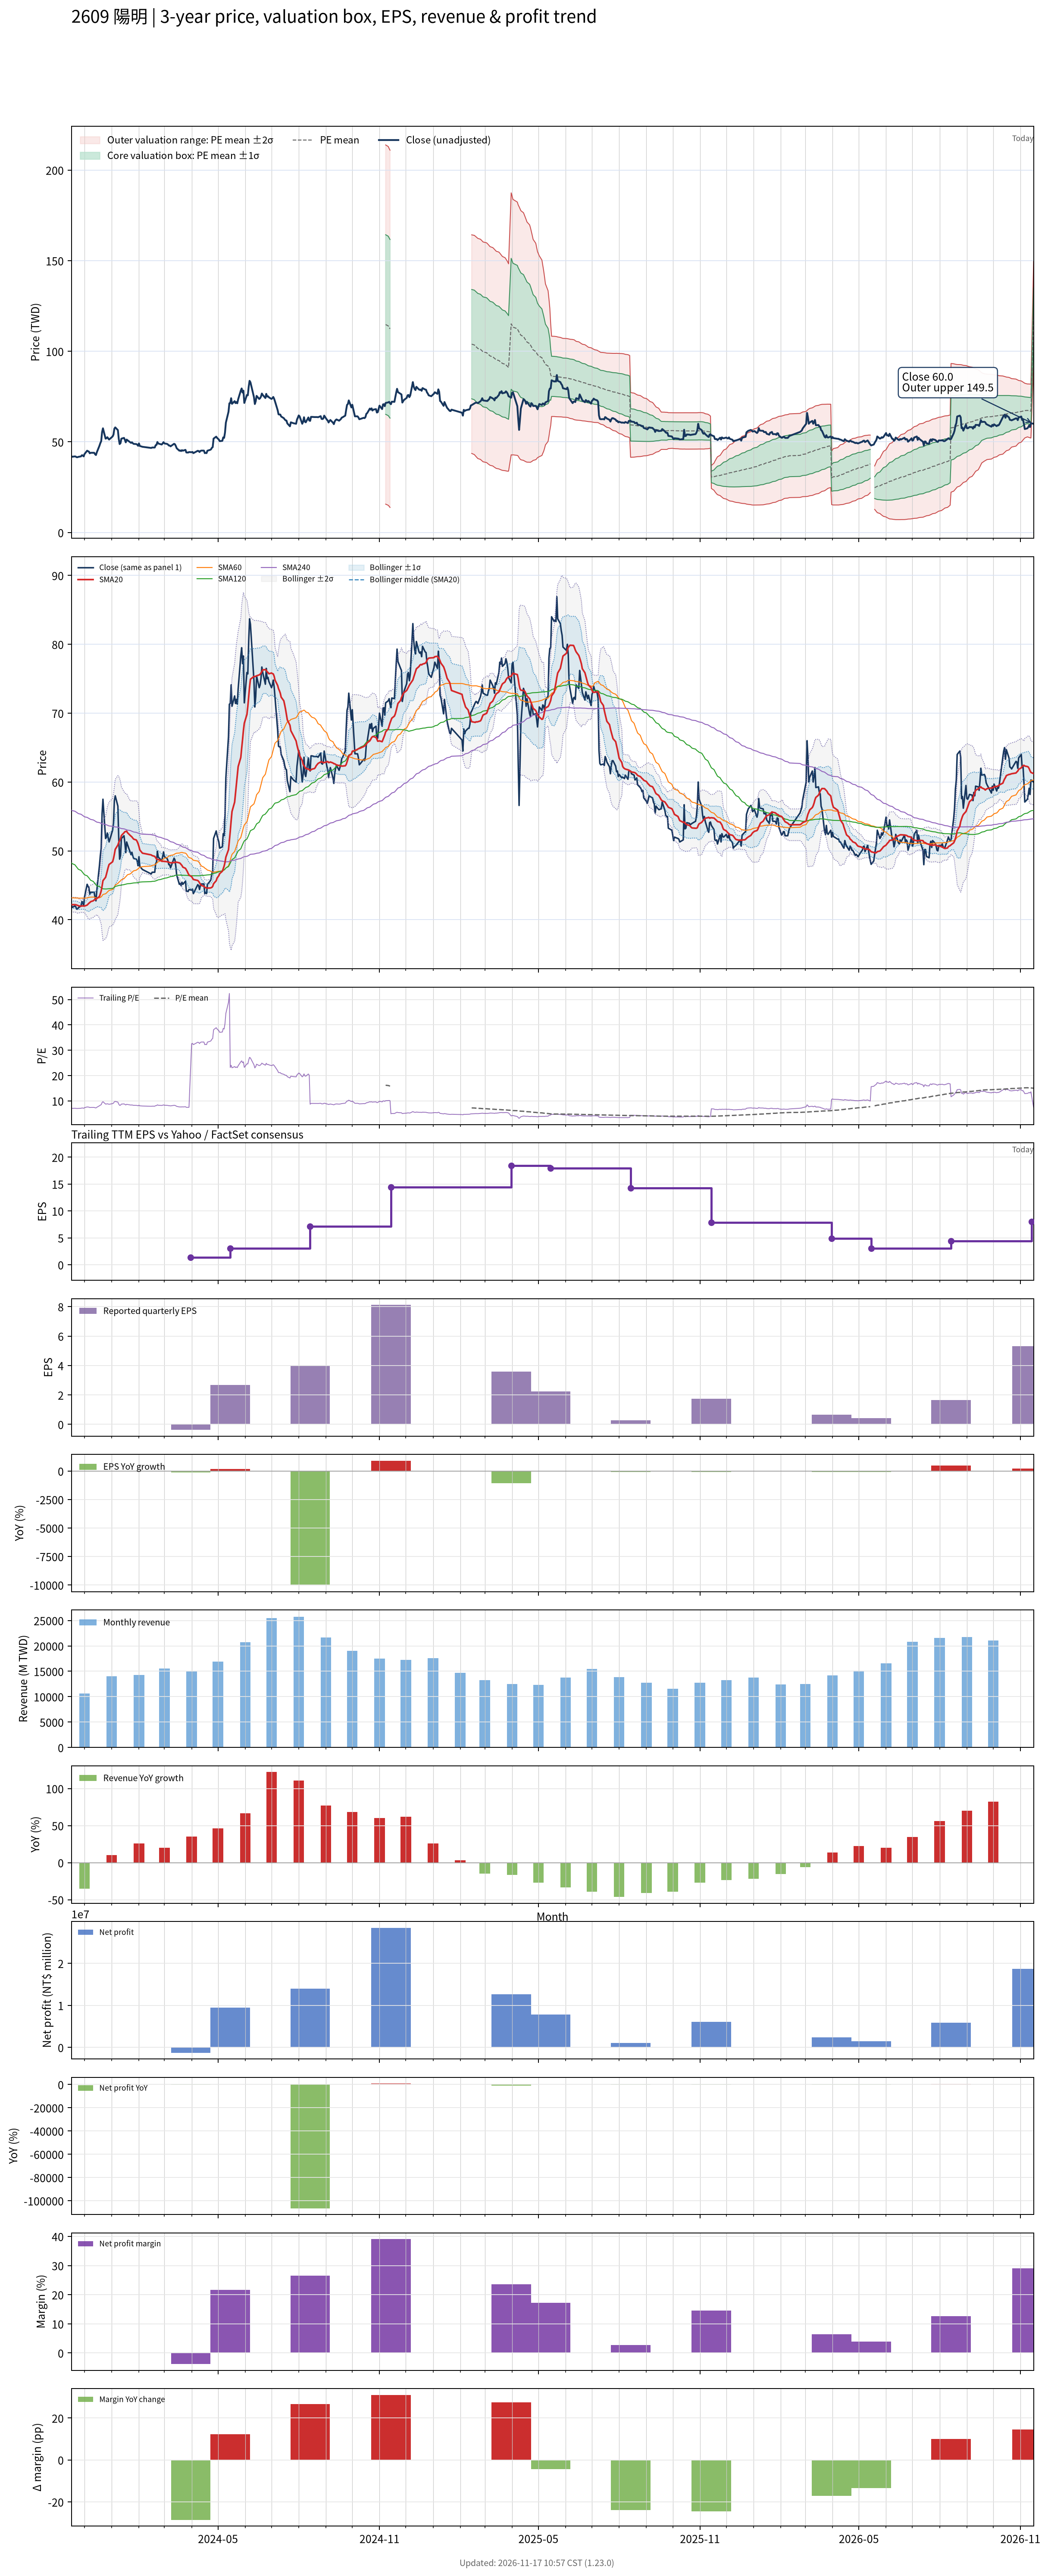 2609 陽明 | 3-year price, valuation box, EPS, revenue & profit trend
Outer valuation range: PE mean ±2σ
PE mean
Close (unadjusted)
Core valuation box: PE mean ±1σ
Today
Price (TWD)
200
150
100
50
0
Close 60.0
Outer upper 149.5
Close (same as panel 1)
SMA60
SMA240
Bollinger ±1σ
SMA20
SMA120
Bollinger ±2σ
Bollinger middle (SMA20)
Price
90
80
70
60
50
40
Trailing P/E
P/E mean
P/E
50
40
30
20
10
Trailing TTM EPS vs Yahoo / FactSet consensus
Today
EPS
20
15
10
5
0
Reported quarterly EPS
EPS
8
6
4
2
0
EPS YoY growth
YoY (%)
0
-2500
-5000
-7500
-10000
Monthly revenue
Revenue (M TWD)
25000
20000
15000
10000
5000
0
Revenue YoY growth
YoY (%)
100
50
0
-50
Month
1e7
Net profit
Net profit (NT$ million)
2
1
0
Net profit YoY
YoY (%)
0
-20000
-40000
-60000
-80000
-100000
Net profit margin
Margin (%)
40
30
20
10
0
Margin YoY change
Δ margin (pp)
20
0
-20
2024-05
2024-11
2025-05
2025-11
2026-05
2026-11
Updated: 2026-11-17 10:57 CST (1.23.0)